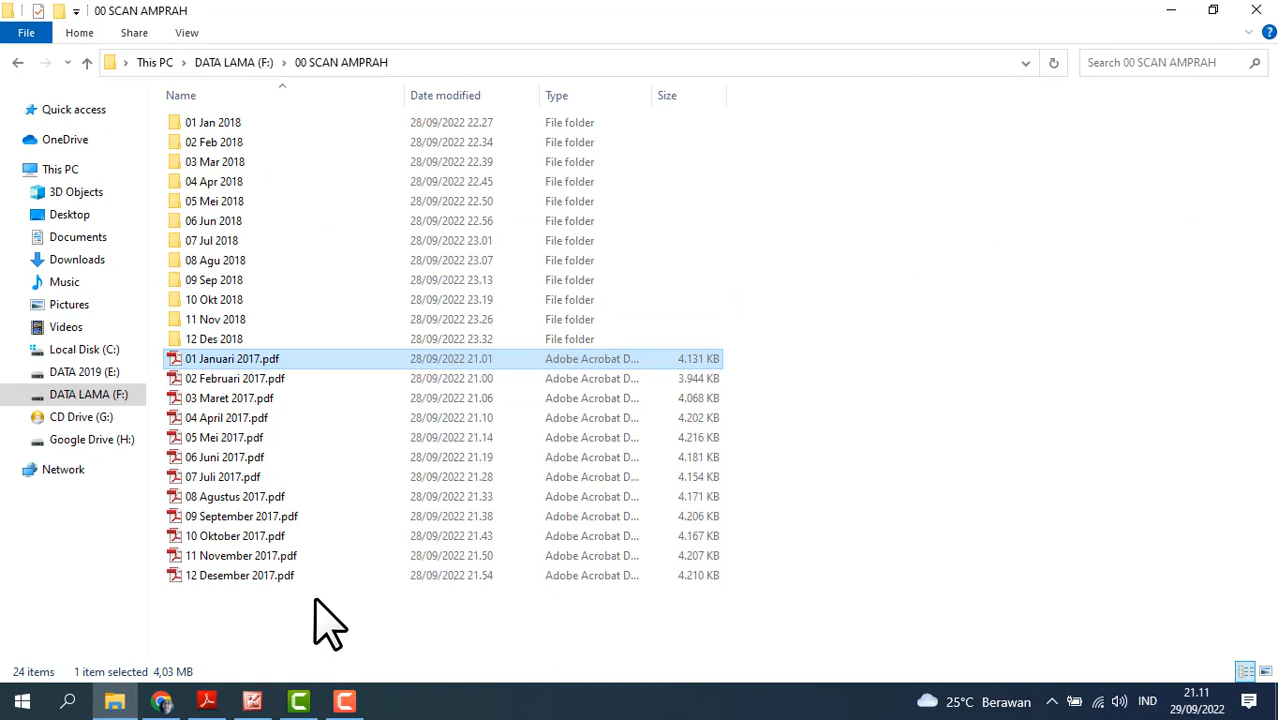 00 SCAN AMPRAH
File Home Share View
This PC DATA LAMA (F:) 00 SCAN AMPRAH
Search 00 SCAN AMPRAH
Name Date modified Type Size
Quick access
OneDrive
This PC
3D Objects
Desktop
Documents
Downloads
Music
Pictures
Videos
Local Disk (C:)
DATA 2019 (E:)
DATA LAMA (F:)
CD Drive (G:)
Google Drive (H:)
Network
01 Jan 2018 28/09/2022 22.27 File folder
02 Feb 2018 28/09/2022 22.34 File folder
03 Mar 2018 28/09/2022 22.39 File folder
04 Apr 2018 28/09/2022 22.45 File folder
05 Mei 2018 28/09/2022 22.50 File folder
06 Jun 2018 28/09/2022 22.56 File folder
07 Jul 2018 28/09/2022 23.01 File folder
08 Agu 2018 28/09/2022 23.07 File folder
09 Sep 2018 28/09/2022 23.13 File folder
10 Okt 2018 28/09/2022 23.19 File folder
11 Nov 2018 28/09/2022 23.26 File folder
12 Des 2018 28/09/2022 23.32 File folder
01 Januari 2017.pdf 28/09/2022 21.01 Adobe Acrobat D... 4.131 KB
02 Februari 2017.pdf 28/09/2022 21.00 Adobe Acrobat D... 3.944 KB
03 Maret 2017.pdf 28/09/2022 21.06 Adobe Acrobat D... 4.068 KB
04 April 2017.pdf 28/09/2022 21.10 Adobe Acrobat D... 4.202 KB
05 Mei 2017.pdf 28/09/2022 21.14 Adobe Acrobat D... 4.216 KB
06 Juni 2017.pdf 28/09/2022 21.19 Adobe Acrobat D... 4.181 KB
07 Juli 2017.pdf 28/09/2022 21.28 Adobe Acrobat D... 4.154 KB
08 Agustus 2017.pdf 28/09/2022 21.33 Adobe Acrobat D... 4.171 KB
09 September 2017.pdf 28/09/2022 21.38 Adobe Acrobat D... 4.206 KB
10 Oktober 2017.pdf 28/09/2022 21.43 Adobe Acrobat D... 4.167 KB
11 November 2017.pdf 28/09/2022 21.50 Adobe Acrobat D... 4.207 KB
12 Desember 2017.pdf 28/09/2022 21.54 Adobe Acrobat D... 4.210 KB
24 items 1 item selected 4,03 MB
25°C Berawan IND 21.11
29/09/2022